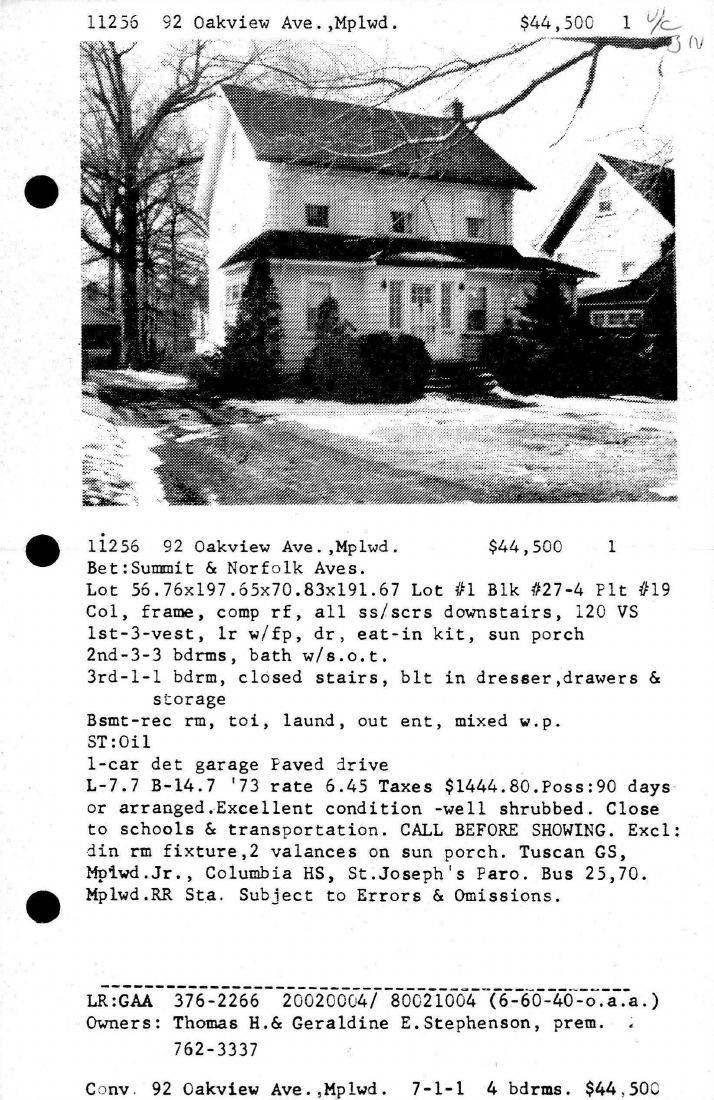 11256 92 Oakview Ave.,Mplwd. $44,500 1 U/C
11256 92 Oakview Ave.,Mplwd. $44,500 1
Bet:Summit & Norfolk Aves.
Lot 56.76x197.65x70.83x191.67 Lot #1 Blk #27-4 Plt #19
Col, frame, comp rf, all ss/scrs downstairs, 120 VS
1st-3-vest, lr w/fp, dr, eat-in kit, sun porch
2nd-3-3 bdrms, bath w/s.o.t.
3rd-1-1 bdrm, closed stairs, blt in dresser,drawers &
storage
Bsmt-rec rm, toi, laund, out ent, mixed w.p.
ST:Oil
1-car det garage Paved drive
L-7.7 B-14.7 '73 rate 6.45 Taxes $1444.80.Poss:90 days
or arranged.Excellent condition -well shrubbed. Close
to schools & transportation. CALL BEFORE SHOWING. Excl:
din rm fixture,2 valances on sun porch. Tuscan GS,
Mplwd.Jr., Columbia HS, St.Joseph's Paro. Bus 25,70.
Mplwd.RR Sta. Subject to Errors & Omissions.
LR:GAA 376-2266 20020004/ 80021004 (6-60-40-o.a.a.)
Owners: Thomas H.& Geraldine E.Stephenson, prem.
762-3337
Conv. 92 Oakview Ave.,Mplwd. 7-1-1 4 bdrms. $44,500